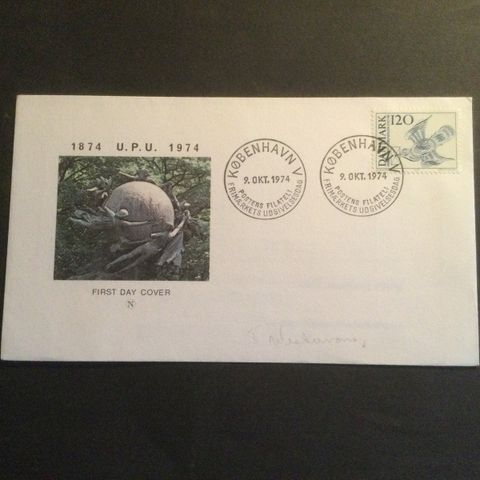 1874 U.P.U. 1974
FIRST DAY COVER
N
KØBENHAVN V
9. OKT. 1974
POSTENS FILATELI
FRIMÆRKETS UDGIVELSESDAG
KØBENHAVN V
9. OKT. 1974
POSTENS FILATELI
FRIMÆRKETS UDGIVELSESDAG
DANMARK
120